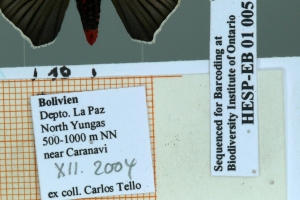 Bolivien
Depto. La Paz
North Yungas
500-1000 m NN
near Caranavi
XII. 2004
ex coll. Carlos Tello
Sequenced for Barcoding at
Biodiversity Institute of Ontario
HESP-EB 01 005